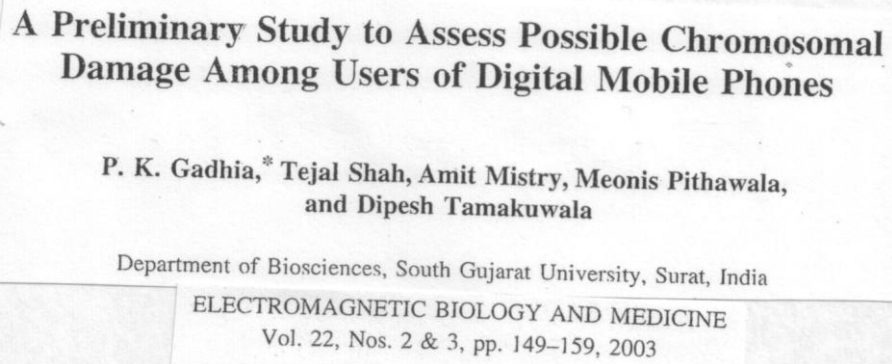 A Preliminary Study to Assess Possible Chromosomal
Damage Among Users of Digital Mobile Phones
P. K. Gadhia,* Tejal Shah, Amit Mistry, Meonis Pithawala,
and Dipesh Tamakuwala
Department of Biosciences, South Gujarat University, Surat, India
ELECTROMAGNETIC BIOLOGY AND MEDICINE
Vol. 22, Nos. 2 & 3, pp. 149–159, 2003